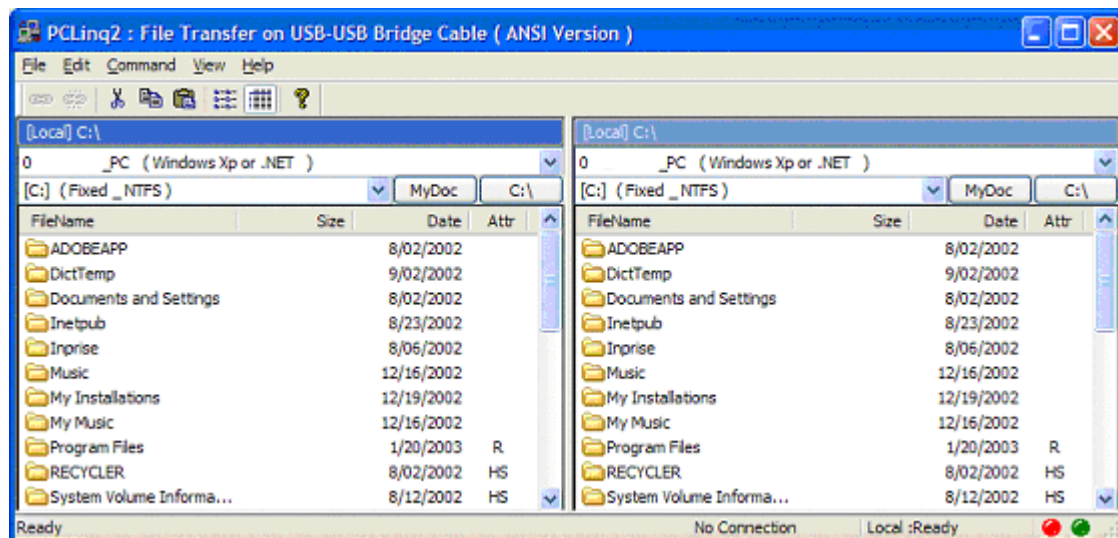 PCLinq2 : File Transfer on USB-USB Bridge Cable ( ANSI Version )
File Edit Command View Help
[Local] C:\
0 _PC ( Windows Xp or .NET )
[C:] ( Fixed _ NTFS ) MyDoc C:\
FileName Size Date Attr
ADOBEAPP 8/02/2002
DictTemp 9/02/2002
Documents and Settings 8/02/2002
Inetpub 8/23/2002
Inprise 8/06/2002
Music 12/16/2002
My Installations 12/19/2002
My Music 12/16/2002
Program Files 1/20/2003 R
RECYCLER 8/02/2002 HS
System Volume Informa... 8/12/2002 HS
[Local] C:\
0 _PC ( Windows Xp or .NET )
[C:] ( Fixed _ NTFS ) MyDoc C:\
FileName Size Date Attr
ADOBEAPP 8/02/2002
DictTemp 9/02/2002
Documents and Settings 8/02/2002
Inetpub 8/23/2002
Inprise 8/06/2002
Music 12/16/2002
My Installations 12/19/2002
My Music 12/16/2002
Program Files 1/20/2003 R
RECYCLER 8/02/2002 HS
System Volume Informa... 8/12/2002 HS
Ready No Connection Local :Ready